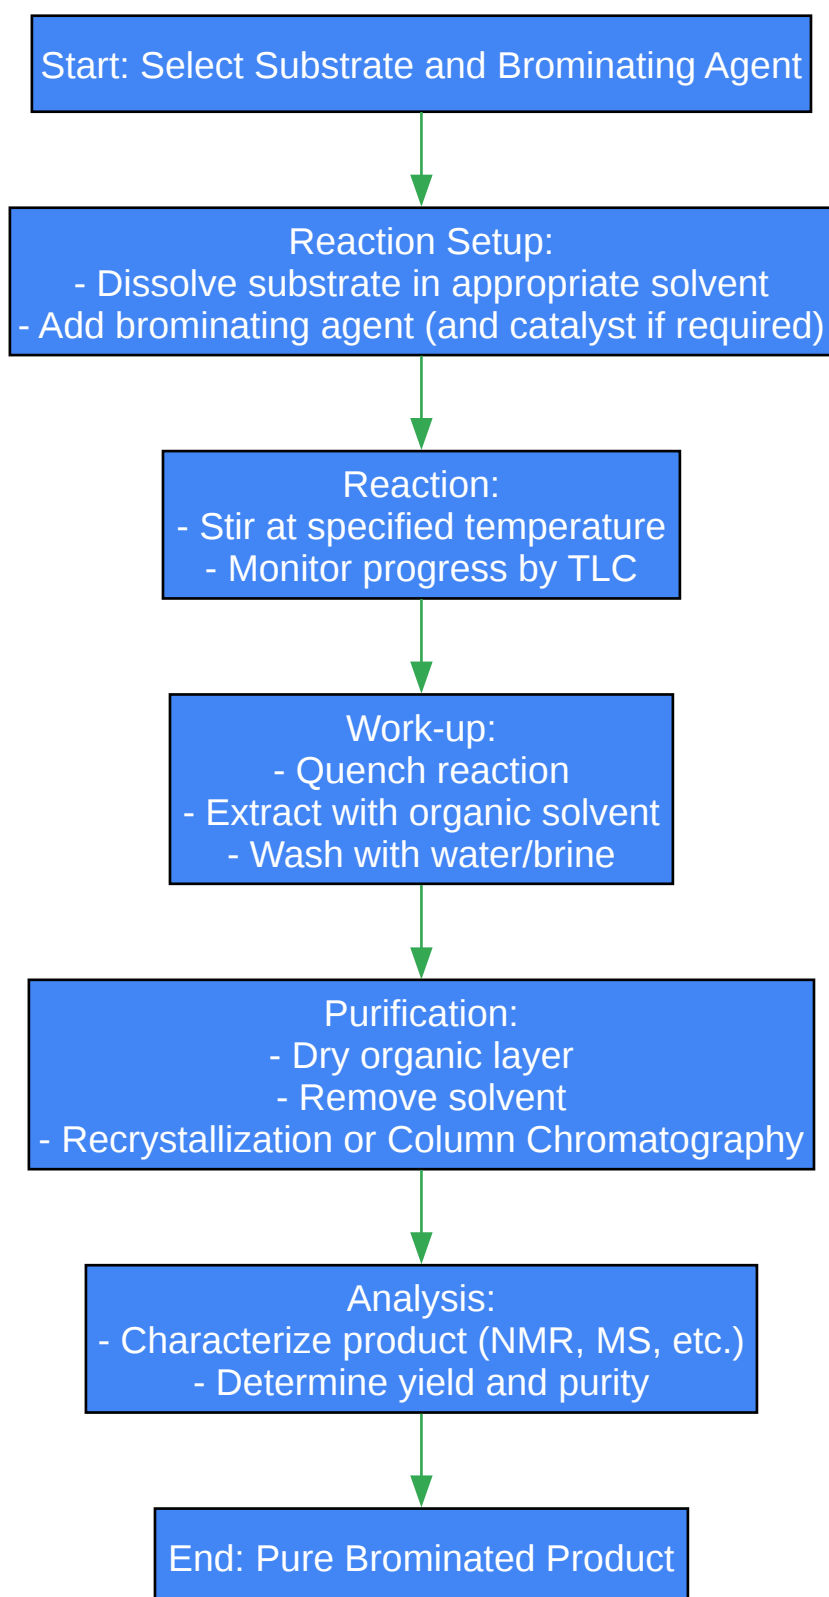 Start: Select Substrate and Brominating Agent
Reaction Setup:
- Dissolve substrate in appropriate solvent
- Add brominating agent (and catalyst if required)
Reaction:
- Stir at specified temperature
- Monitor progress by TLC
Work-up:
- Quench reaction
- Extract with organic solvent
- Wash with water/brine
Purification:
- Dry organic layer
- Remove solvent
- Recrystallization or Column Chromatography
Analysis:
- Characterize product (NMR, MS, etc.)
- Determine yield and purity
End: Pure Brominated Product